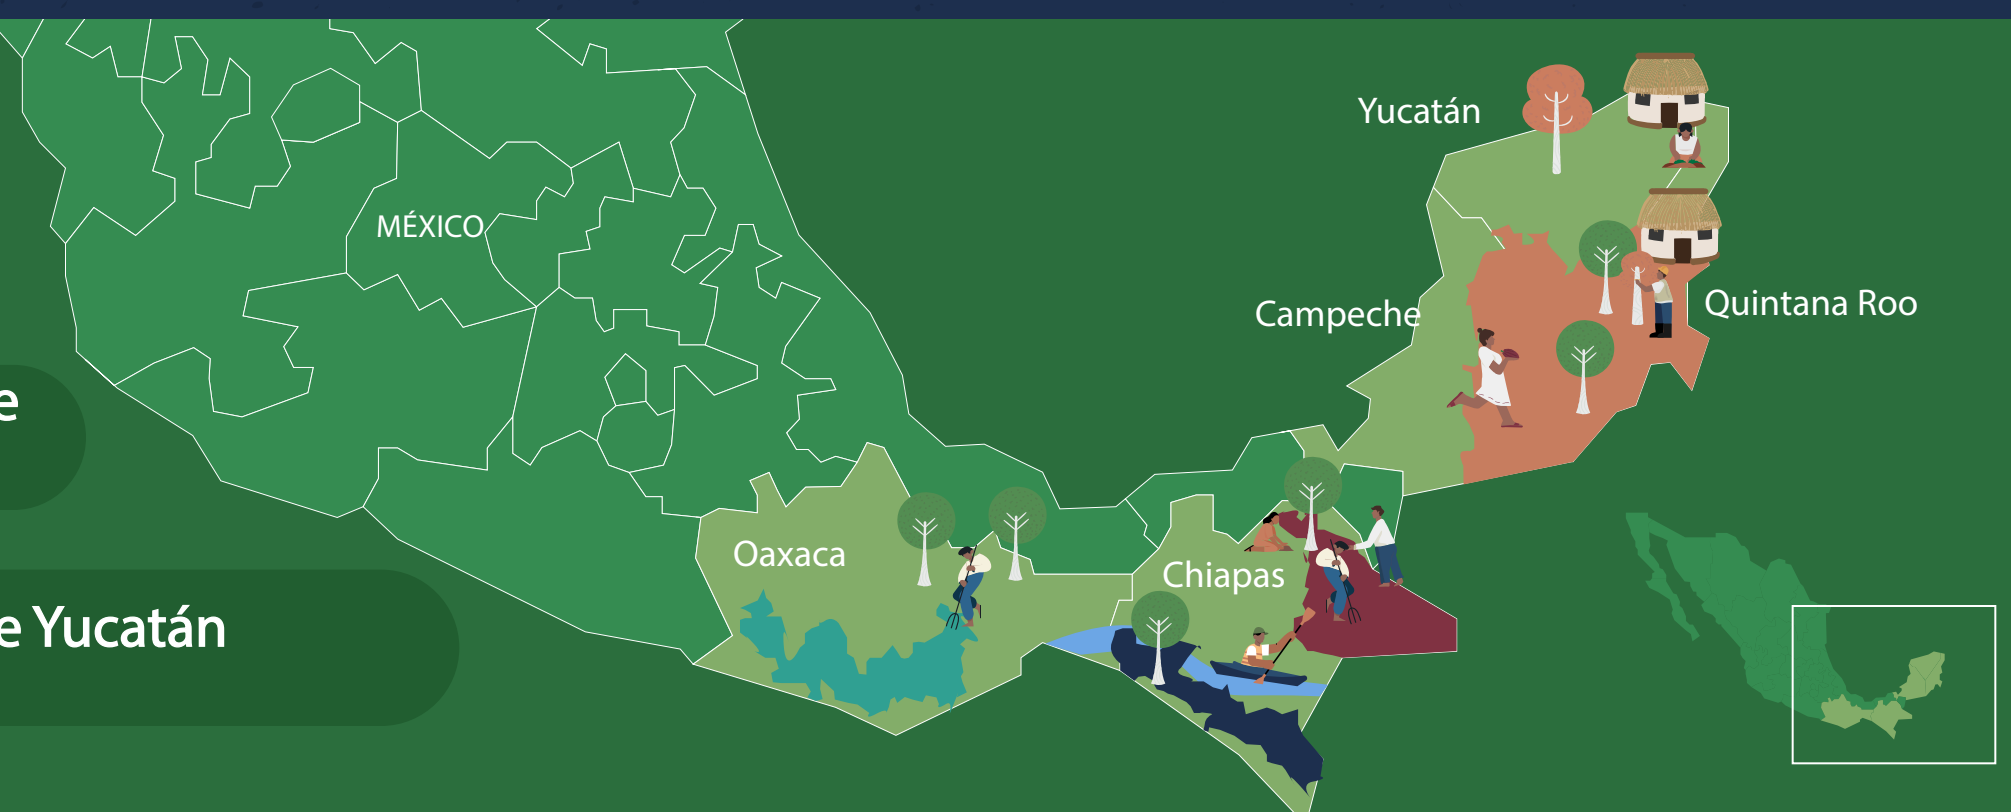 Yucatán
MÉXICO
Campeche
Quintana Roo
e
Oaxaca
Chiapas
e Yucatán